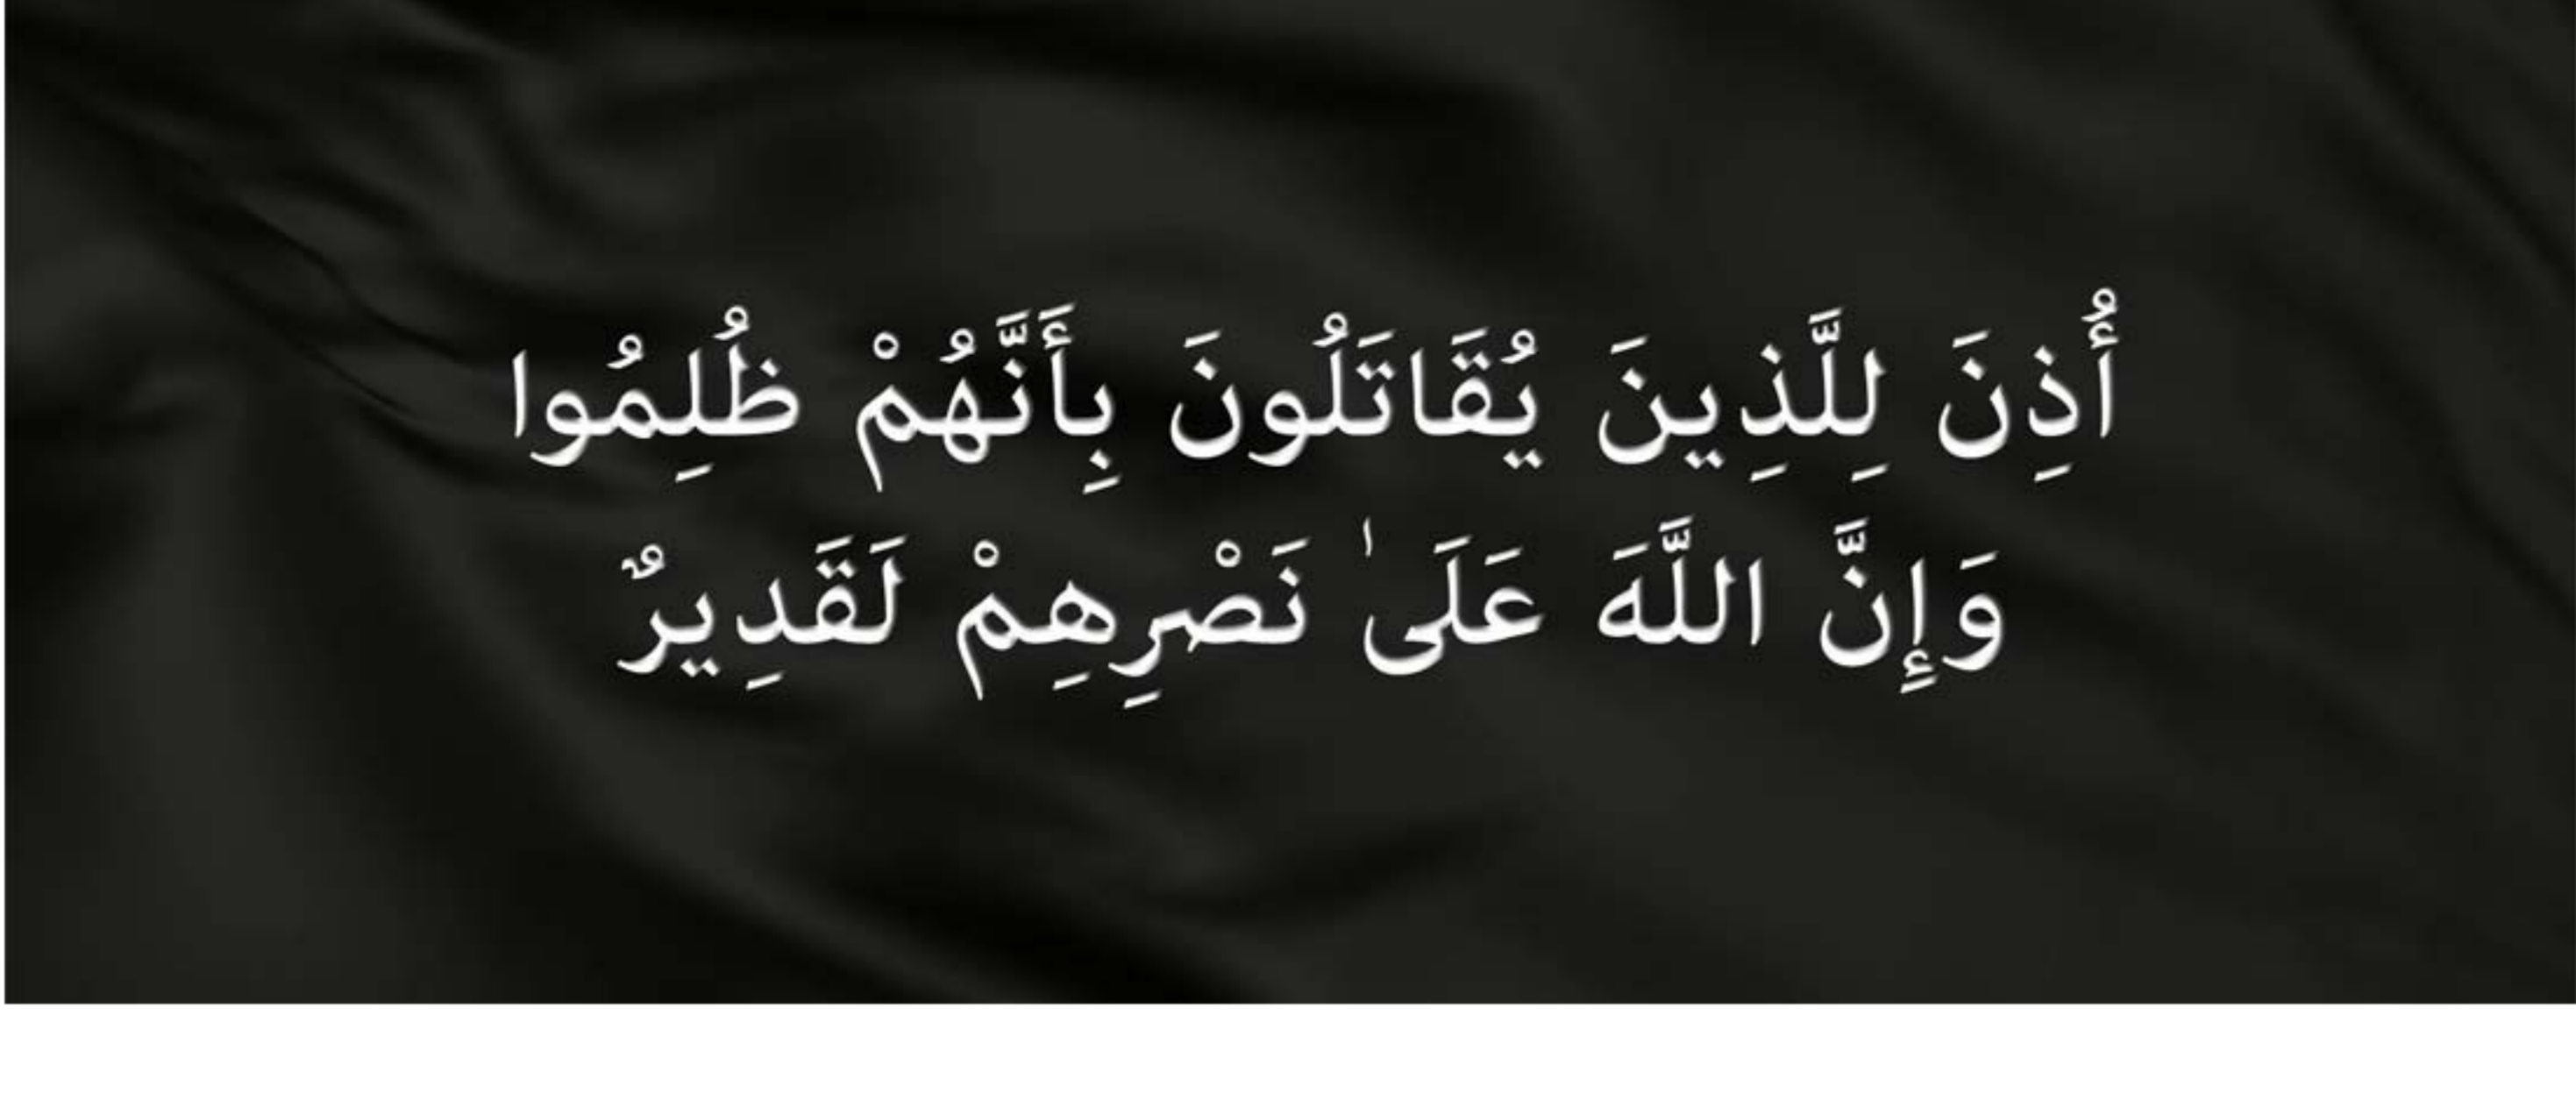 أُذِنَ لِلَّذِينَ يُقَاتَلُونَ بِأَنَّهُمْ ظُلِمُوا
وَإِنَّ اللَّهَ عَلَىٰ نَصْرِهِمْ لَقَدِيرٌ